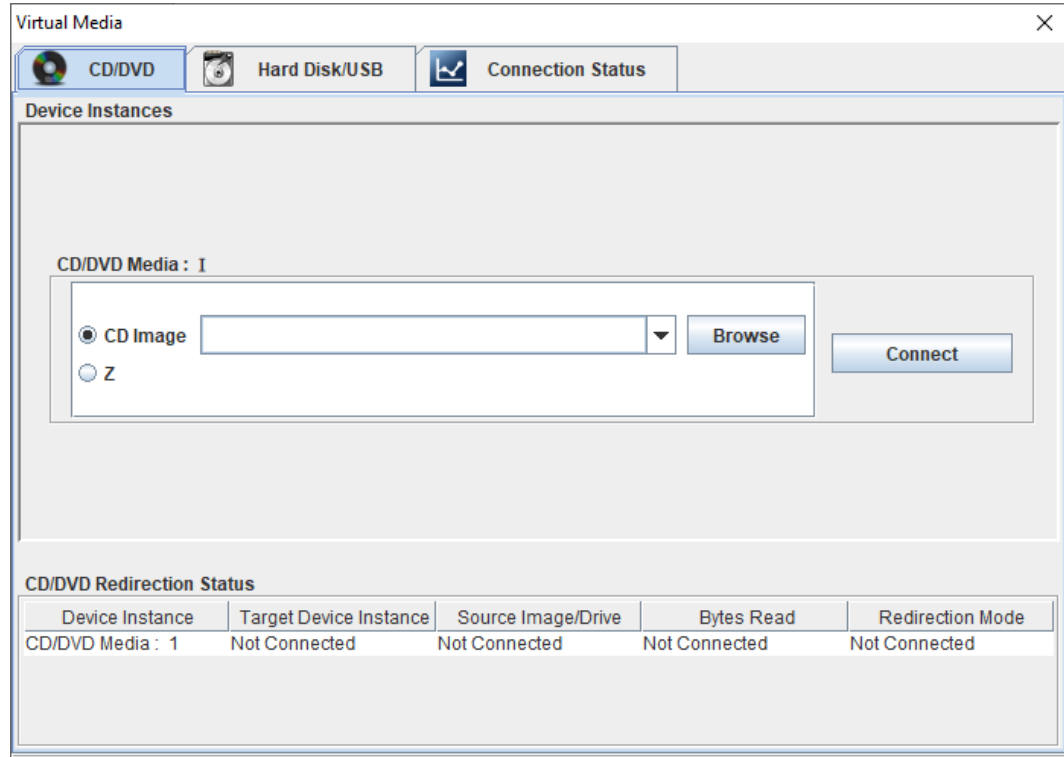 Virtual Media
CD/DVD Hard Disk/USB Connection Status
Device Instances
CD/DVD Media : I
CD Image Browse
Connect
Z
CD/DVD Redirection Status
Device Instance Target Device Instance Source Image/Drive Bytes Read Redirection Mode
CD/DVD Media : 1 Not Connected Not Connected Not Connected Not Connected